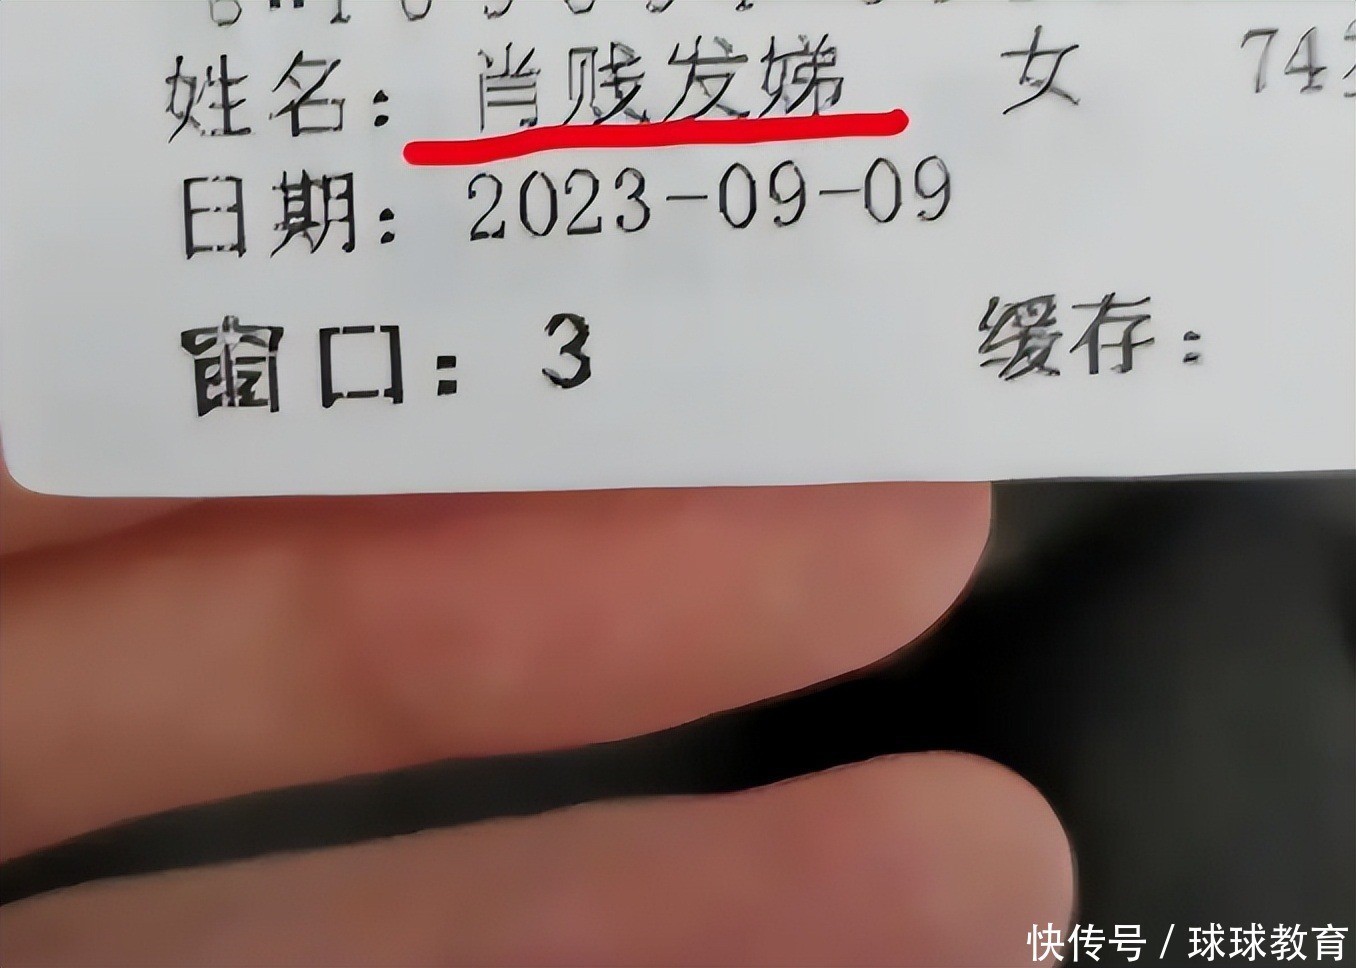 姓名：肖贱发娣 女 74
日期：2023-09-09
窗口：3 缓存：
快传号 / 球球教育